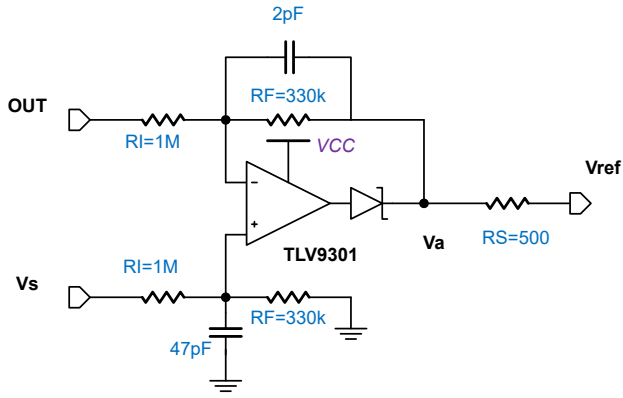 2pF
RF=330k
OUT
RI=1M
VCC
−
+
Vref
TLV9301
Va
RS=500
RI=1M
Vs
RF=330k
47pF